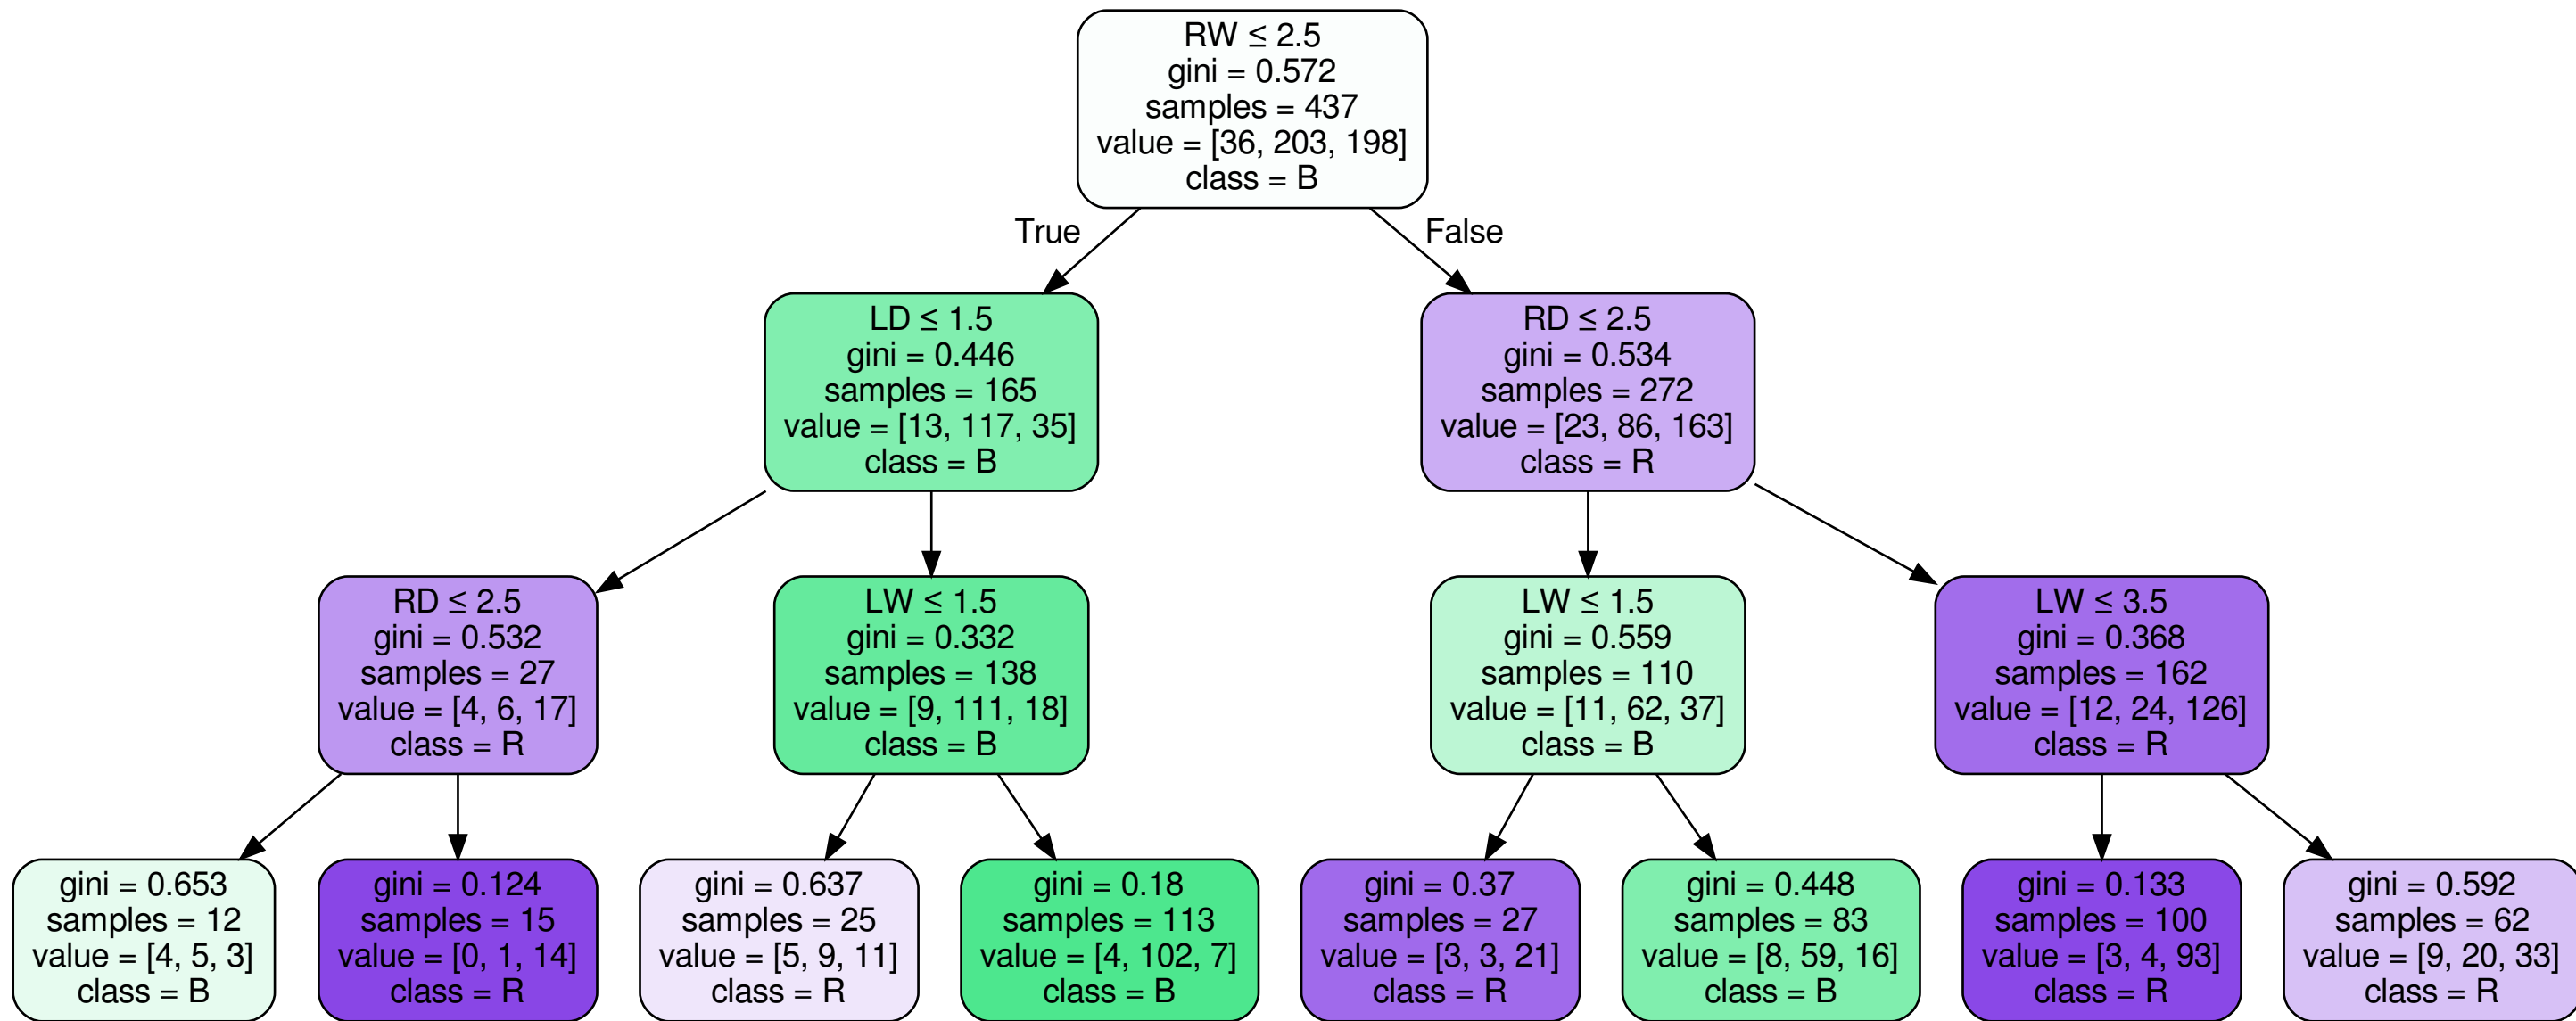 RW ≤ 2.5
gini = 0.572
samples = 437
value = [36, 203, 198]
class = B
True
False
LD ≤ 1.5
gini = 0.446
samples = 165
value = [13, 117, 35]
class = B
RD ≤ 2.5
gini = 0.534
samples = 272
value = [23, 86, 163]
class = R
RD ≤ 2.5
gini = 0.532
samples = 27
value = [4, 6, 17]
class = R
LW ≤ 1.5
gini = 0.332
samples = 138
value = [9, 111, 18]
class = B
LW ≤ 1.5
gini = 0.559
samples = 110
value = [11, 62, 37]
class = B
LW ≤ 3.5
gini = 0.368
samples = 162
value = [12, 24, 126]
class = R
gini = 0.653
samples = 12
value = [4, 5, 3]
class = B
gini = 0.124
samples = 15
value = [0, 1, 14]
class = R
gini = 0.637
samples = 25
value = [5, 9, 11]
class = R
gini = 0.18
samples = 113
value = [4, 102, 7]
class = B
gini = 0.37
samples = 27
value = [3, 3, 21]
class = R
gini = 0.448
samples = 83
value = [8, 59, 16]
class = B
gini = 0.133
samples = 100
value = [3, 4, 93]
class = R
gini = 0.592
samples = 62
value = [9, 20, 33]
class = R